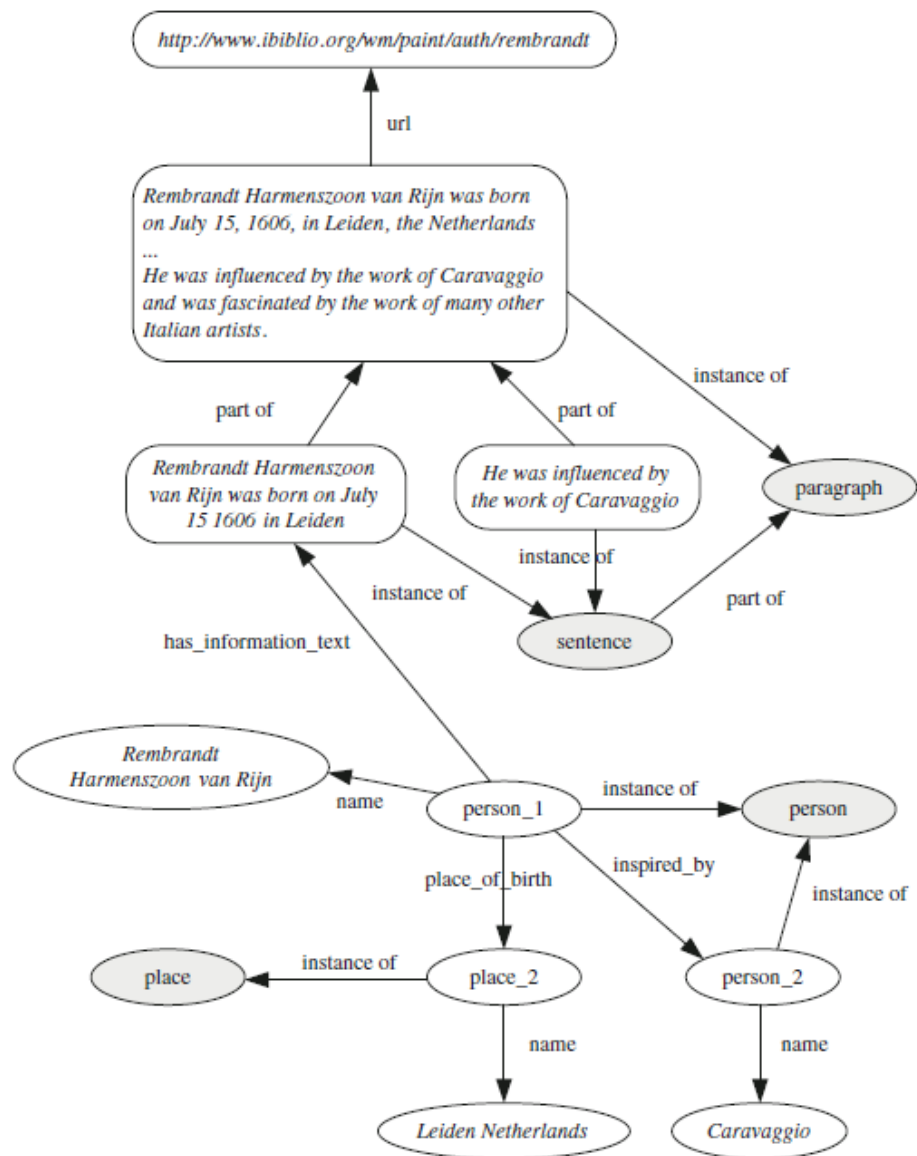 http://www.ibiblio.org/wm/paint/auth/rembrandt
url
Rembrandt Harmenszoon van Rijn was born
on July 15, 1606, in Leiden, the Netherlands
...
He was influenced by the work of Caravaggio
and was fascinated by the work of many other
Italian artists.
instance of
part of
part of
Rembrandt Harmenszoon
van Rijn was born on July
15 1606 in Leiden
He was influenced by
the work of Caravaggio
paragraph
instance of
instance of
part of
sentence
has_information_text
Rembrandt
Harmenszoon van Rijn
name
person_1
instance of
person
place_of_birth
inspired_by
instance of
place
instance of
place_2
person_2
name
name
Leiden Netherlands
Caravaggio